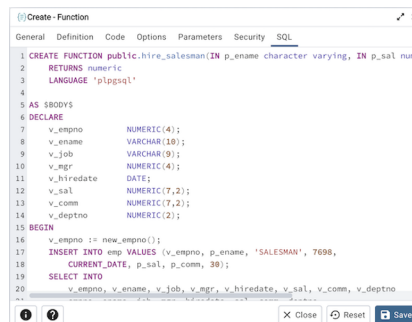 Create - Function
General Definition Code Options Parameters Security SQL
1 CREATE FUNCTION public.hire_salesman(IN p_ename character varying, IN p_sal num
2 RETURNS numeric
3 LANGUAGE 'plpgsql'
4
5 AS $BODY$
6 DECLARE
7 v_empno NUMERIC(4);
8 v_ename VARCHAR(10);
9 v_job VARCHAR(9);
10 v_mgr NUMERIC(4);
11 v_hiredate DATE;
12 v_sal NUMERIC(7,2);
13 v_comm NUMERIC(7,2);
14 v_deptno NUMERIC(2);
15 BEGIN
16 v_empno := new_empno();
17 INSERT INTO emp VALUES (v_empno, p_ename, 'SALESMAN', 7698,
18 CURRENT_DATE, p_sal, p_comm, 30);
19 SELECT INTO
20 v_empno, v_ename, v_job, v_mgr, v_hiredate, v_sal, v_comm, v_deptno
Close Reset Save